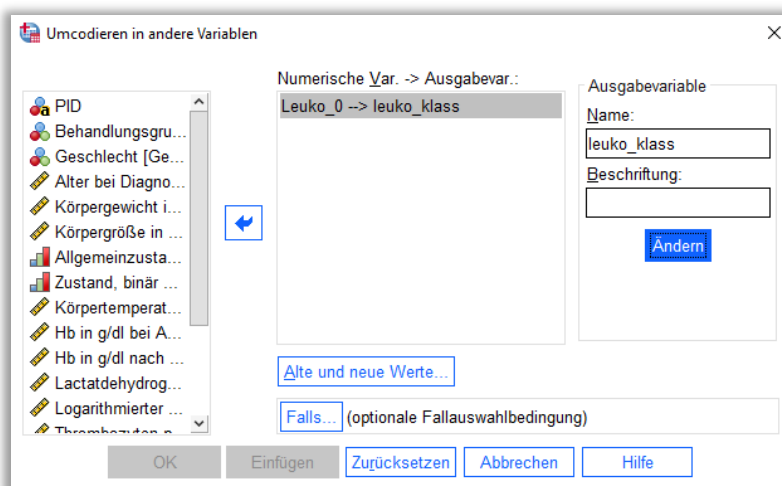 Umcodieren in andere Variablen
PID
Behandlungsgru...
Geschlecht [Ge...
Alter bei Diagno...
Körpergewicht i...
Körpergröße in ...
Allgemeinzusta...
Zustand, binär ...
Körpertemperat...
Hb in g/dl bei A...
Hb in g/dl nach ...
Lactatdehydrog...
Logarithmierter ...
Numerische Var. -> Ausgabevar.:
Leuko_0 --> leuko_klass
Ausgabevariable
Name:
leuko_klass
Beschriftung:
Ändern
Alte und neue Werte...
Falls... (optionale Fallauswahlbedingung)
OK Einfügen Zurücksetzen Abbrechen Hilfe